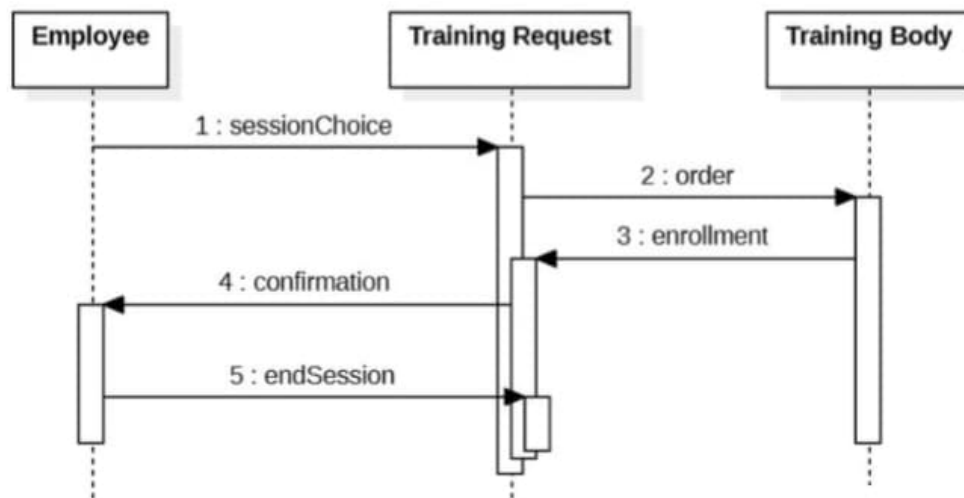 Employee
Training Request
Training Body
1 : sessionChoice
2 : order
3 : enrollment
4 : confirmation
5 : endSession